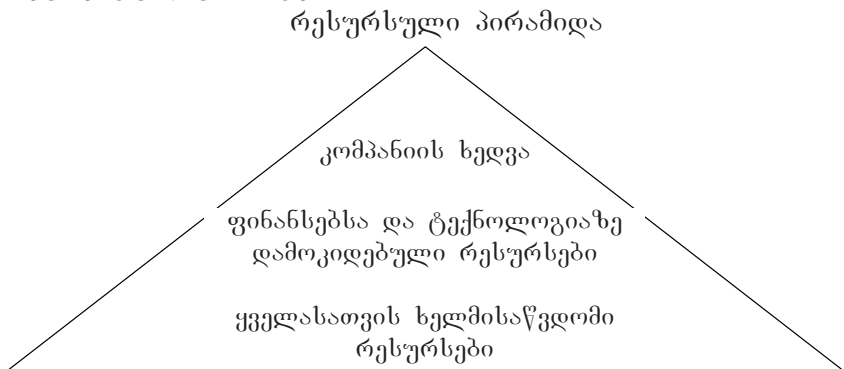 რესურსული პირამიდა
კომპანიის ხედვა
ფინანსებსა და ტექნოლოგიაზე
დამოკიდებული რესურსები
ყველასათვის ხელმისაწვდომი
რესურსები